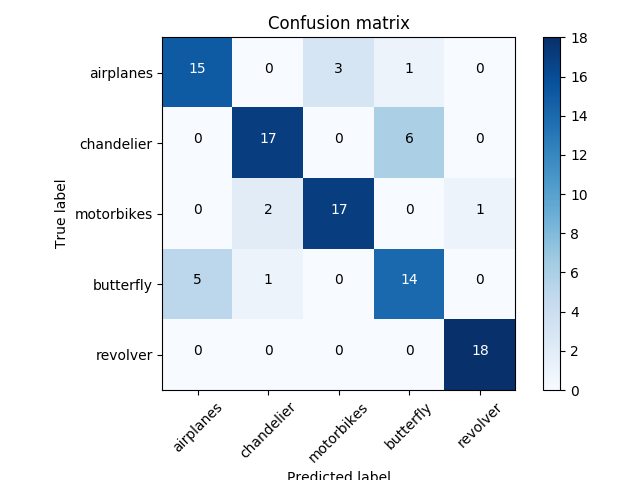 Confusion matrix
airplanes 15 0 3 1 0
chandelier 0 17 0 6 0
motorbikes 0 2 17 0 1
butterfly 5 1 0 14 0
revolver 0 0 0 0 18
airplanes chandelier motorbikes butterfly revolver
True label
Predicted label
18
16
14
12
10
8
6
4
2
0